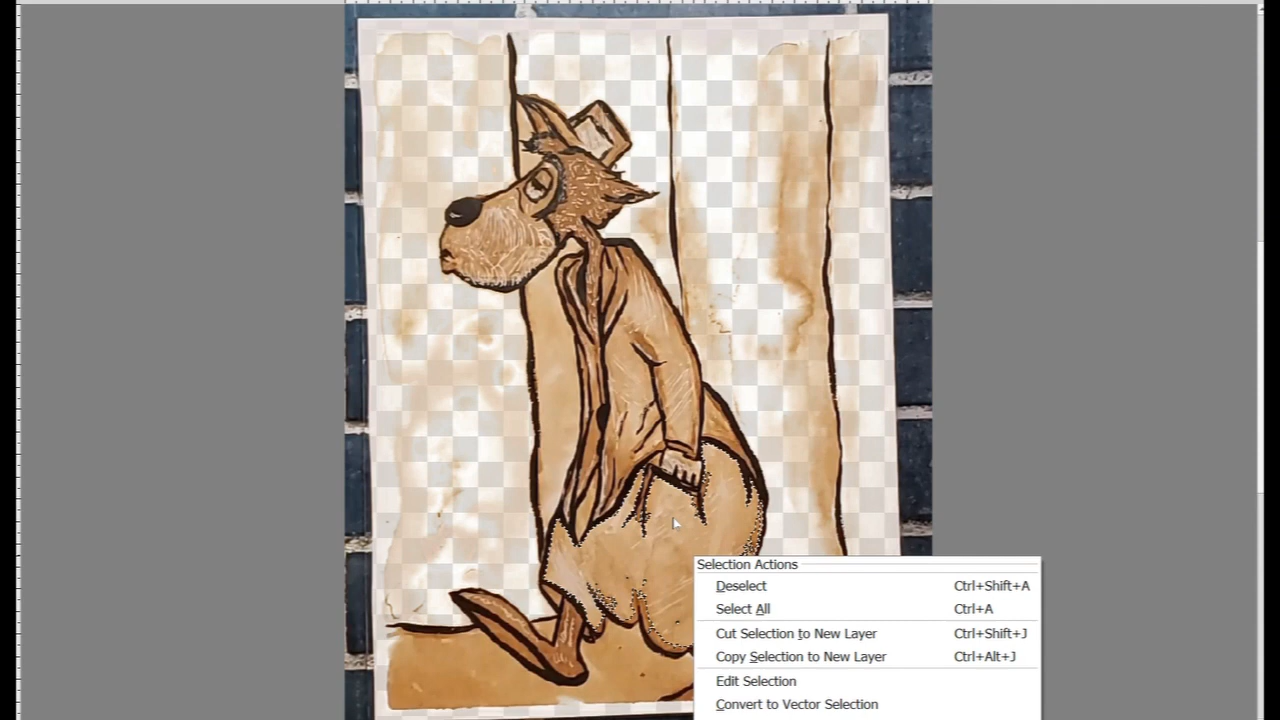 Selection Actions
Deselect Ctrl+Shift+A
Select All Ctrl+A
Cut Selection to New Layer Ctrl+Shift+J
Copy Selection to New Layer Ctrl+Alt+J
Edit Selection
Convert to Vector Selection